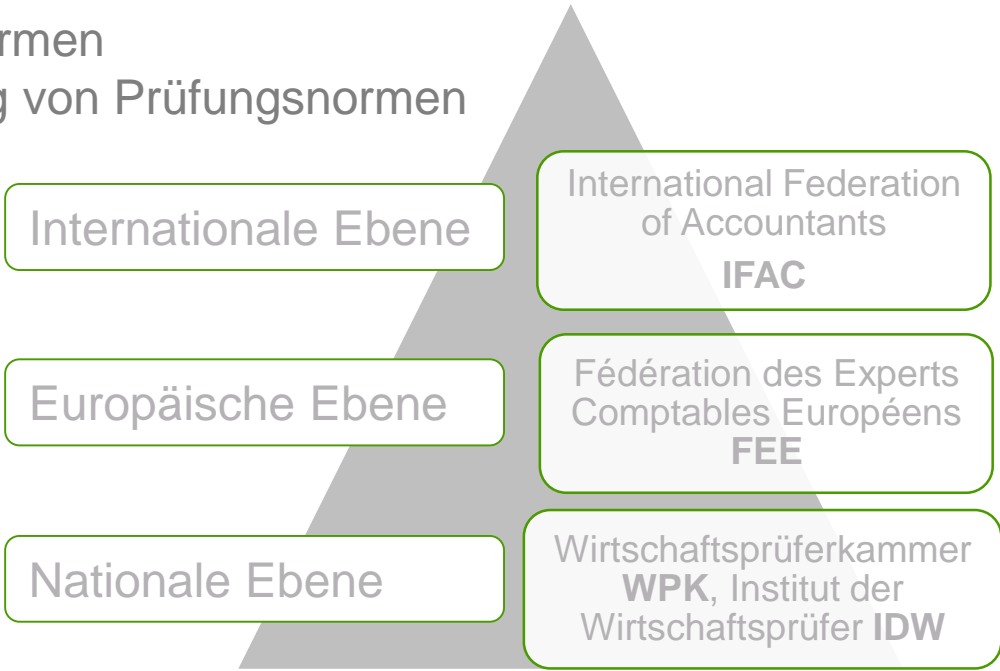 rmen
g von Prüfungsnormen
Internationale Ebene
International Federation
of Accountants
IFAC
Europäische Ebene
Fédération des Experts
Comptables Européens
FEE
Nationale Ebene
Wirtschaftsprüferkammer
WPK, Institut der
Wirtschaftsprüfer IDW